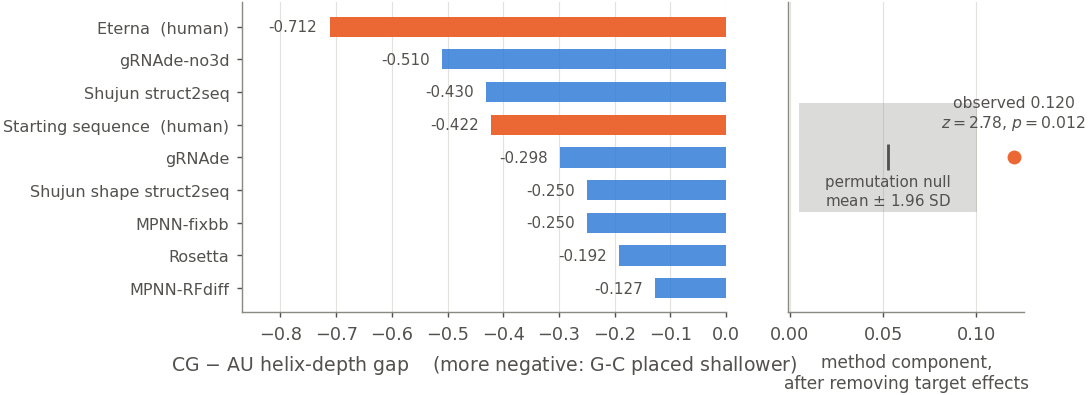 Eterna  (human)
-0.712
gRNAde-no3d
-0.510
Shujun struct2seq
-0.430
Starting sequence  (human)
-0.422
gRNAde
-0.298
Shujun shape struct2seq
-0.250
MPNN-fixbb
-0.250
Rosetta
-0.192
MPNN-RFdiff
-0.127
−0.8 −0.7 −0.6 −0.5 −0.4 −0.3 −0.2 −0.1 0.0
CG − AU helix-depth gap    (more negative: G-C placed shallower)
observed 0.120
z = 2.78, p = 0.012
permutation null
mean ± 1.96 SD
0.00 0.05 0.10
method component,
after removing target effects